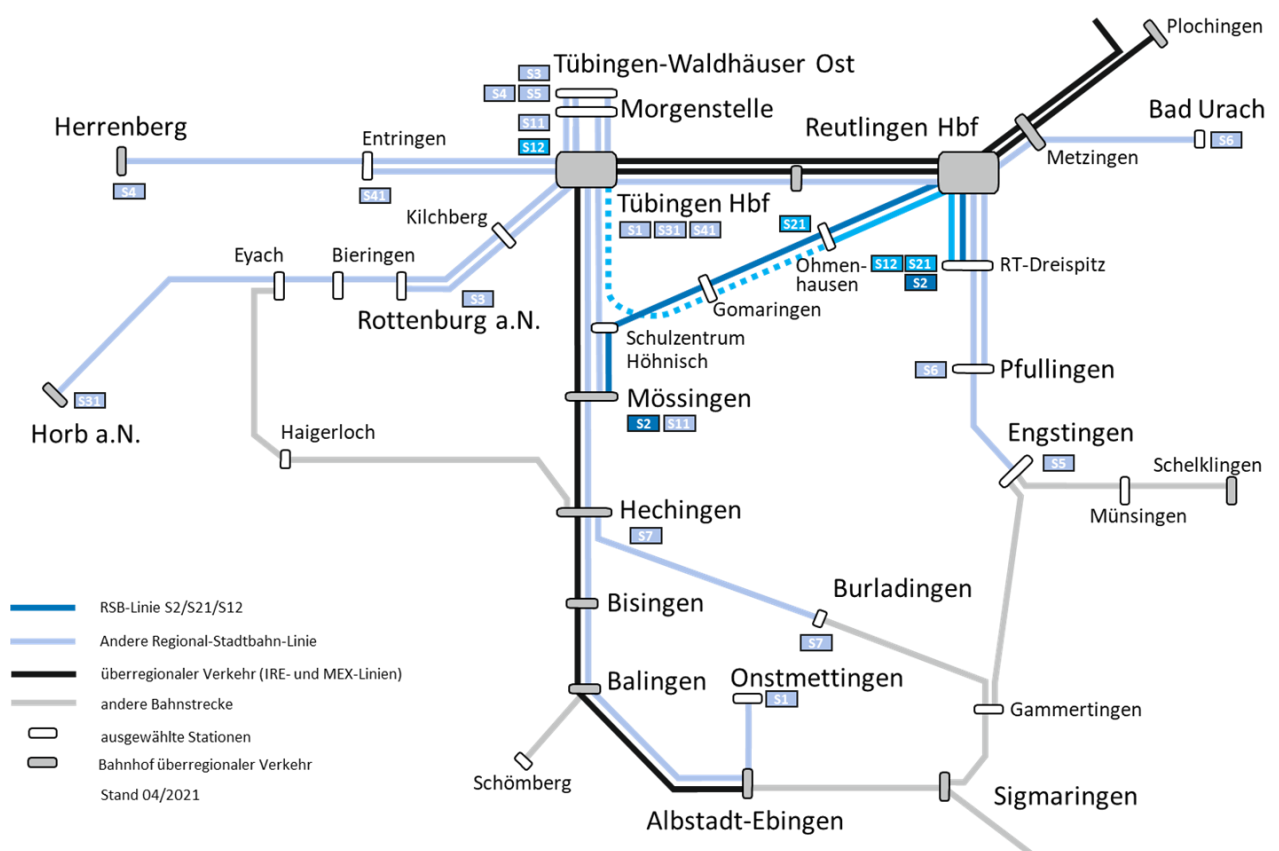 Plochingen
S3
Tübingen-Waldhäuser Ost
S4 S5
Morgenstelle
S11
S12
Herrenberg
S4
Entringen
S41
Reutlingen Hbf
Bad Urach
S6
Metzingen
Kilchberg
Tübingen Hbf
S1 S31 S41
S21
Eyach
Bieringen
S3
Rottenburg a.N.
Ohmen-
hausen
S12 S21
S2
RT-Dreispitz
Gomaringen
Schulzentrum
Höhnisch
S6
Pfullingen
S31
Horb a.N.
Mössingen
S2 S11
Haigerloch
Engstingen
S5
Schelklingen
Münsingen
Hechingen
S7
Burladingen
S7
Bisingen
Balingen
Onstmettingen
S1
Gammertingen
Schömberg
Albstadt-Ebingen
Sigmaringen
RSB-Linie S2/S21/S12
Andere Regional-Stadtbahn-Linie
überregionaler Verkehr (IRE- und MEX-Linien)
andere Bahnstrecke
ausgewählte Stationen
Bahnhof überregionaler Verkehr
Stand 04/2021